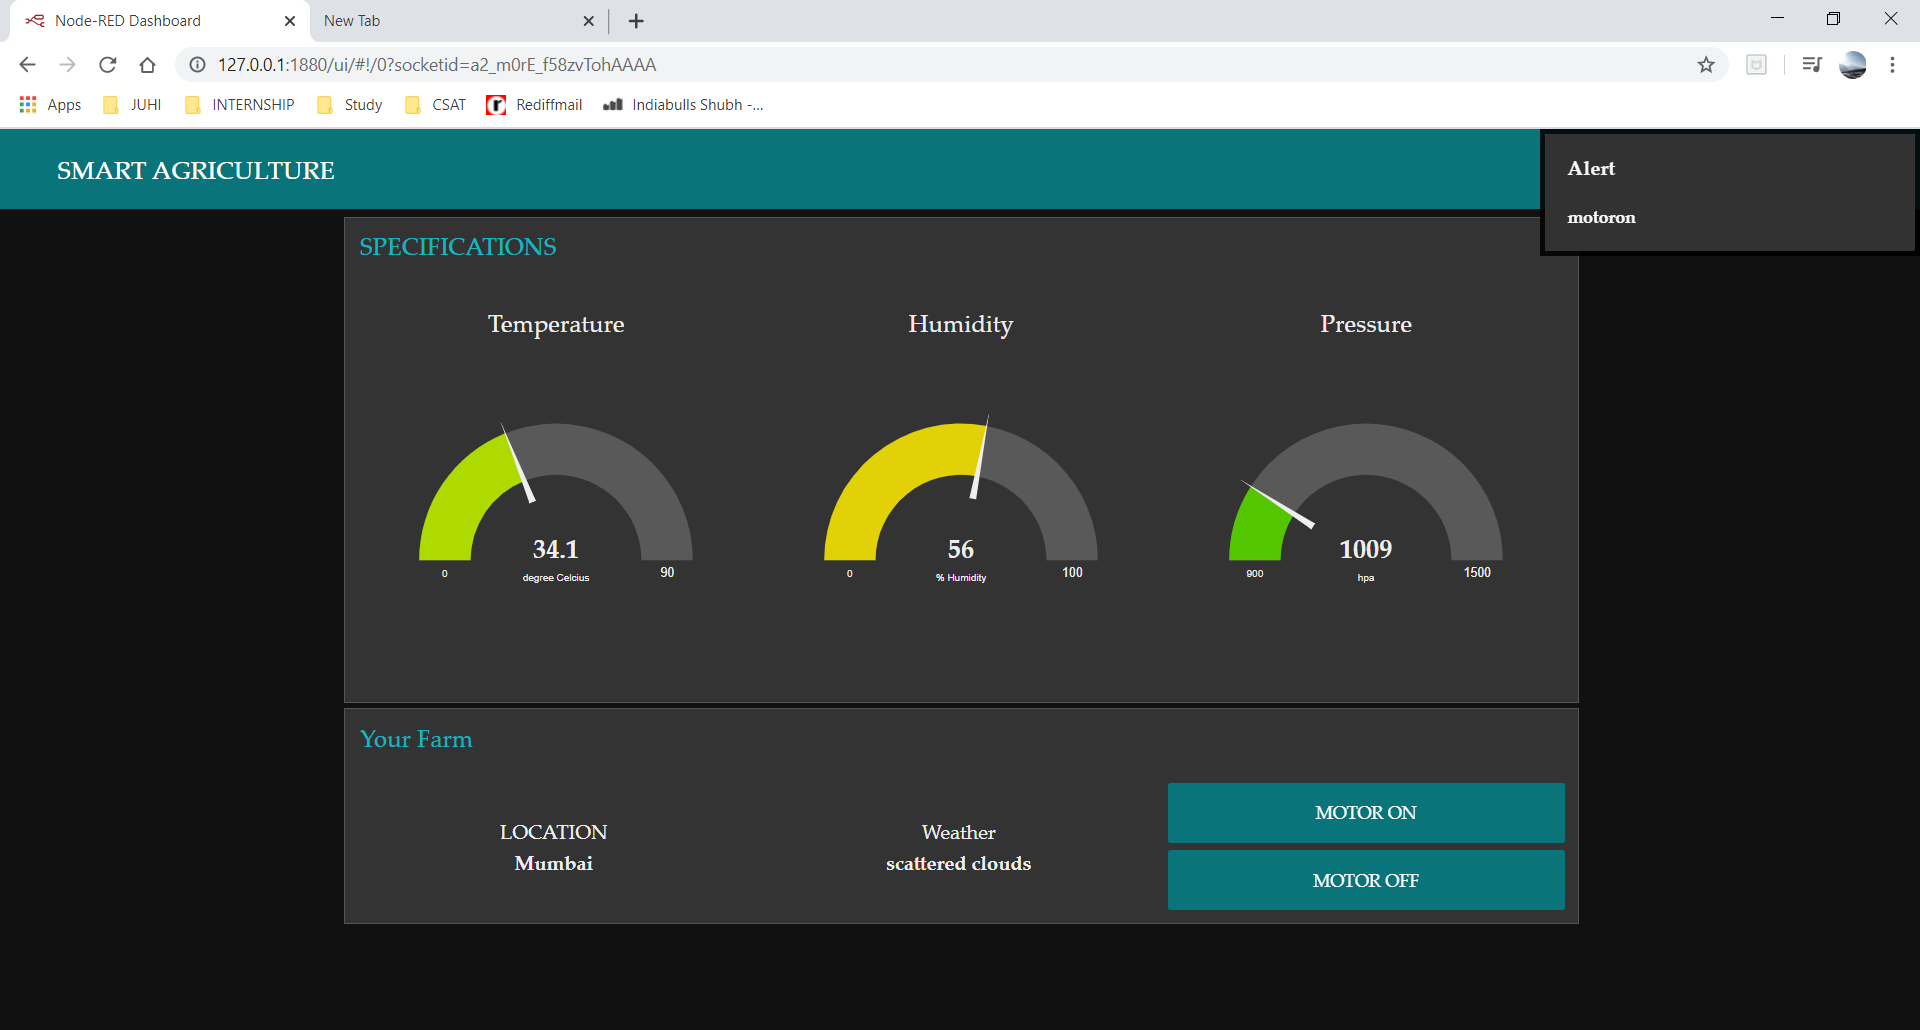 Node-RED Dashboard
New Tab
127.0.0.1:1880/ui/#!/0?socketid=a2_m0rE_f58zvTohAAAA
Apps JUHI INTERNSHIP Study CSAT r Rediffmail Indiabulls Shubh -...
SMART AGRICULTURE
Alert
motoron
SPECIFICATIONS
Temperature
34.1
degree Celcius
0
90
Humidity
56
% Humidity
0
100
Pressure
1009
hpa
900
1500
Your Farm
LOCATION
Mumbai
Weather
scattered clouds
MOTOR ON
MOTOR OFF